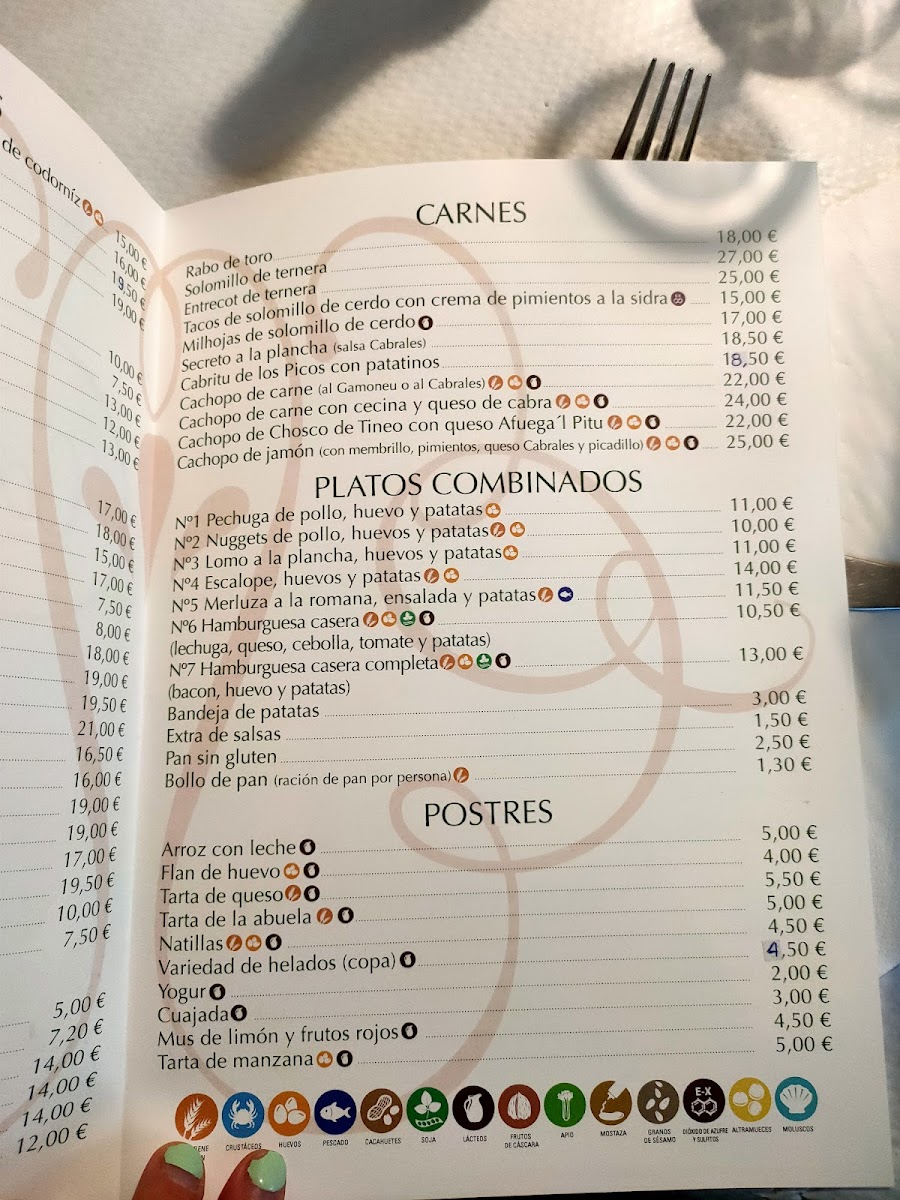 de codorníz
15,00 €
16,00 €
19,50 €
19,00 €
10,00 €
7,50 €
13,00 €
12,00 €
13,00 €
17,00 €
18,00 €
15,00 €
17,00 €
7,50 €
8,00 €
18,00 €
19,00 €
19,50 €
21,00 €
16,50 €
16,00 €
19,00 €
19,00 €
17,00 €
19,50 €
10,00 €
7,50 €
5,00 €
7,20 €
14,00 €
14,00 €
14,00 €
12,00 €
CARNES
Rabo de toro 18,00 €
Solomillo de ternera 27,00 €
Entrecot de ternera 25,00 €
Tacos de solomillo de cerdo con crema de pimientos a la sidra 15,00 €
Milhojas de solomillo de cerdo 17,00 €
Secreto a la plancha (salsa Cabrales) 18,50 €
Cabritu de los Picos con patatinos 18,50 €
Cachopo de carne (al Gamoneu o al Cabrales) 22,00 €
Cachopo de carne con cecina y queso de cabra 24,00 €
Cachopo de Chosco de Tineo con queso Afuega´l Pitu 22,00 €
Cachopo de jamón (con membrillo, pimientos, queso Cabrales y picadillo) 25,00 €
PLATOS COMBINADOS
Nº1 Pechuga de pollo, huevo y patatas 11,00 €
Nº2 Nuggets de pollo, huevos y patatas 10,00 €
Nº3 Lomo a la plancha, huevos y patatas 11,00 €
Nº4 Escalope, huevos y patatas 14,00 €
Nº5 Merluza a la romana, ensalada y patatas 11,50 €
Nº6 Hamburguesa casera 10,50 €
(lechuga, queso, cebolla, tomate y patatas)
Nº7 Hamburguesa casera completa 13,00 €
(bacon, huevo y patatas)
Bandeja de patatas 3,00 €
Extra de salsas 1,50 €
Pan sin gluten 2,50 €
Bollo de pan (ración de pan por persona) 1,30 €
POSTRES
Arroz con leche 5,00 €
Flan de huevo 4,00 €
Tarta de queso 5,50 €
Tarta de la abuela 5,00 €
Natillas 4,50 €
Variedad de helados (copa) 4,50 €
Yogur 2,00 €
Cuajada 3,00 €
Mus de limón y frutos rojos 4,50 €
Tarta de manzana 5,00 €
E-X
CRUSTÁCEOS HUEVOS PESCADO CACAHUETES SOJA LÁCTEOS FRUTOS DE CÁSCARA APIO MOSTAZA GRANOS DE SÉSAMO DIÓXIDO DE AZUFRE Y SULFITOS ALTRAMUCES MOLUSCOS